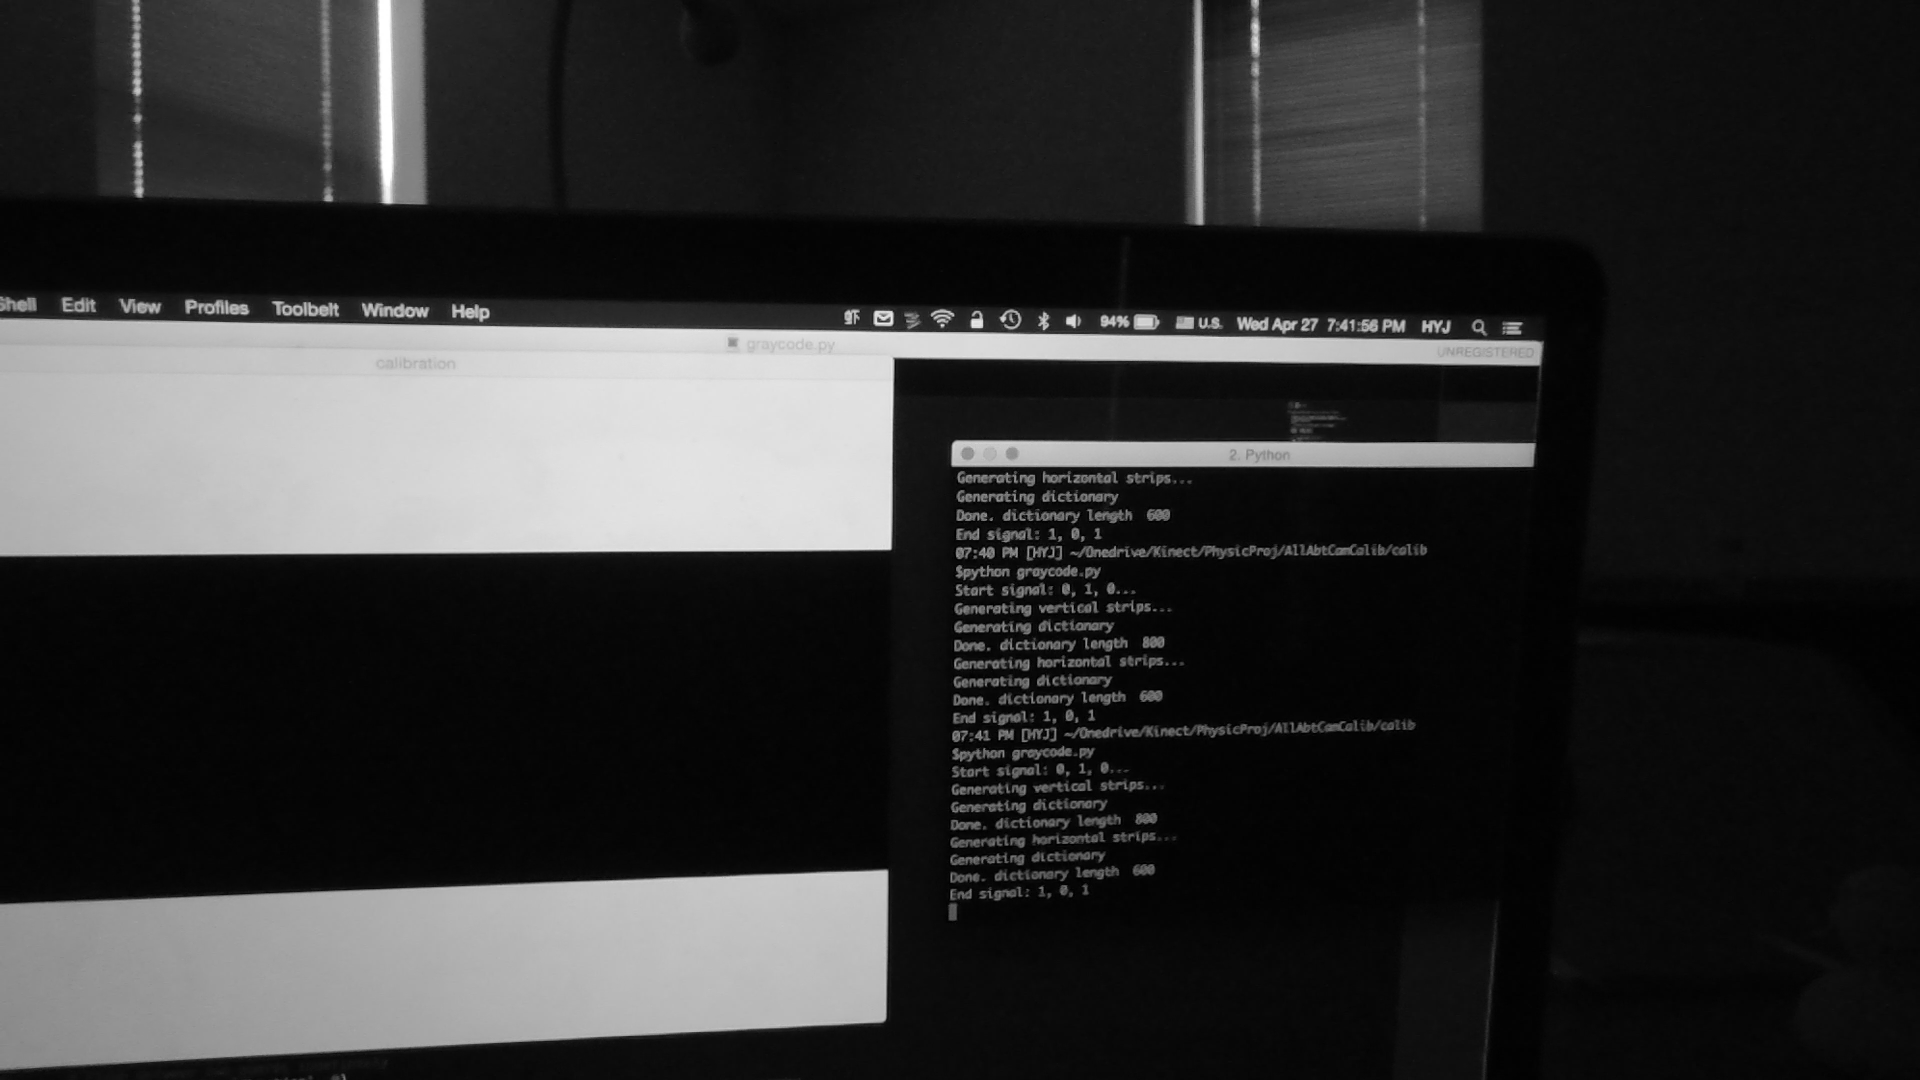 Shell Edit View Profiles Toolbelt Window Help 94% U.S. Wed Apr 27 7:41:56 PM HYJ
graycode.py
UNREGISTERED
calibration
2. Python
Generating horizontal strips...
Generating dictionary
Done. dictionary length 600
End signal: 1, 0, 1
07:40 PM [HYJ] ~/Onedrive/Kinect/PhysicProj/AllAbtCamCalib/calib
$python graycode.py
Start signal: 0, 1, 0...
Generating vertical strips...
Generating dictionary
Done. dictionary length 800
Generating horizontal strips...
Generating dictionary
Done. dictionary length 600
End signal: 1, 0, 1
07:41 PM [HYJ] ~/Onedrive/Kinect/PhysicProj/AllAbtCamCalib/calib
$python graycode.py
Start signal: 0, 1, 0...
Generating vertical strips...
Generating dictionary
Done. dictionary length 800
Generating horizontal strips...
Generating dictionary
Done. dictionary length 600
End signal: 1, 0, 1